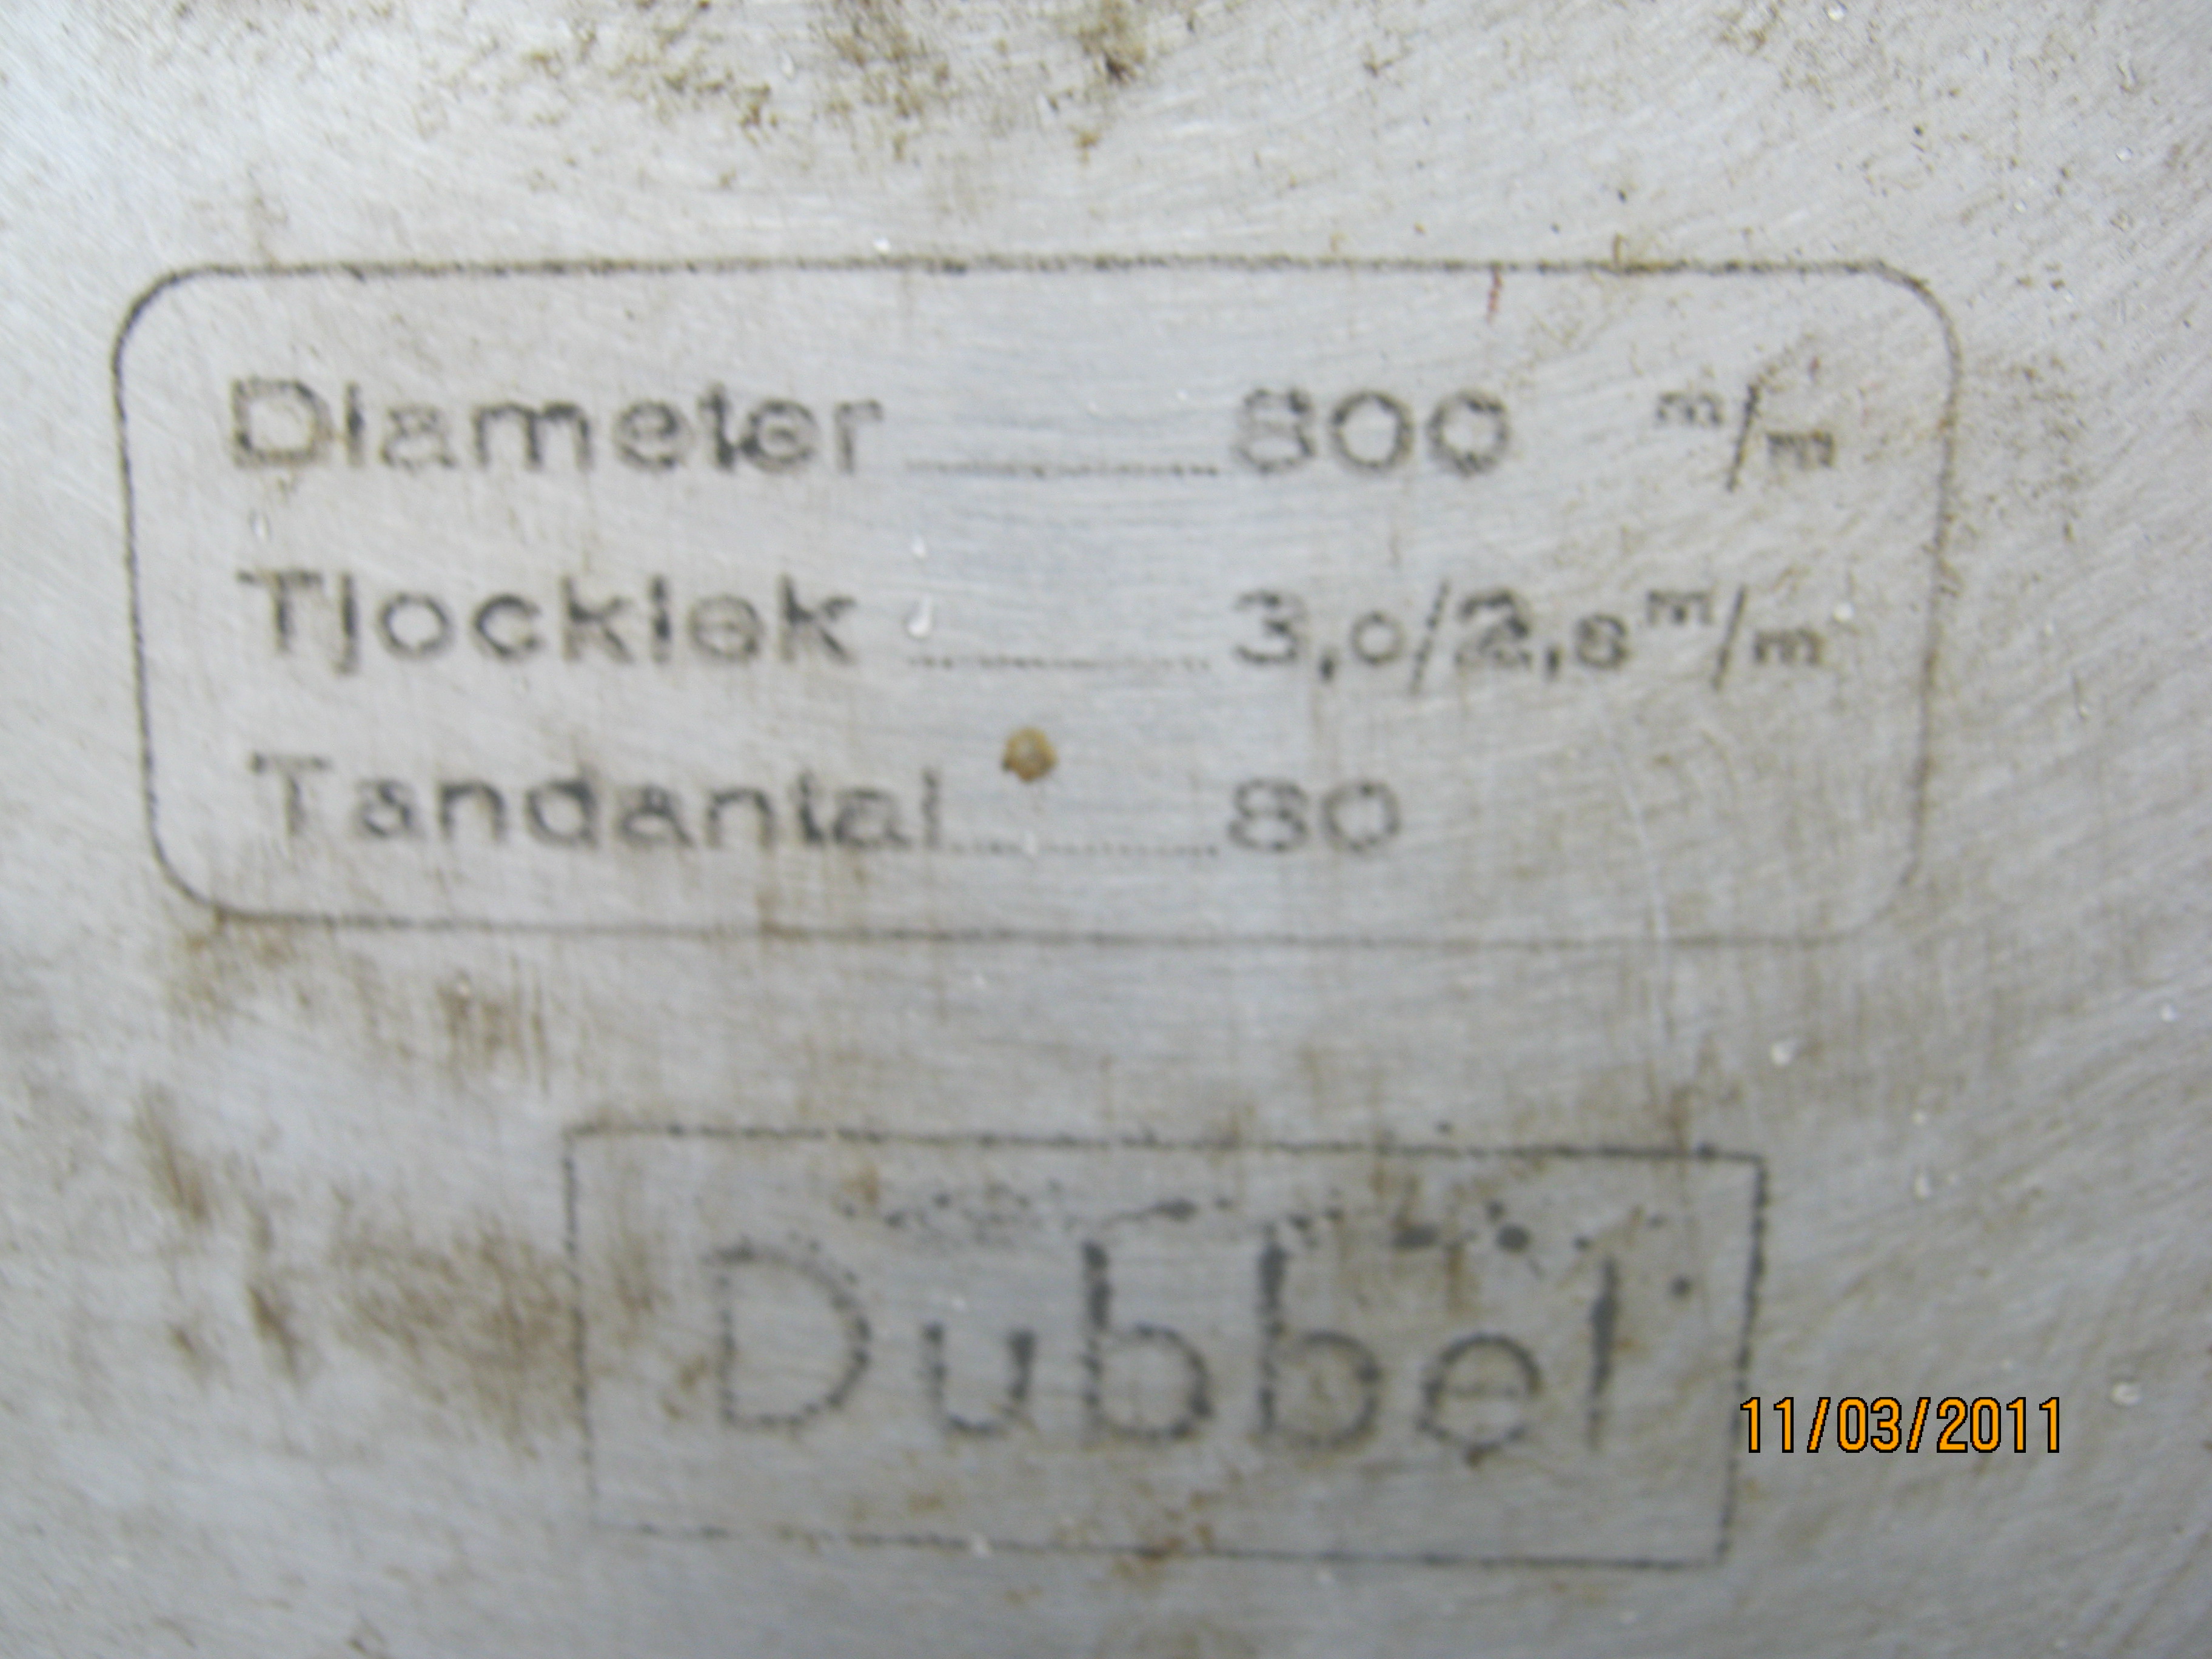 Diameter 800 m/m
Tjocklek 3,0/2,8 m/m
Tandantal 80
Dubbel
11/03/2011